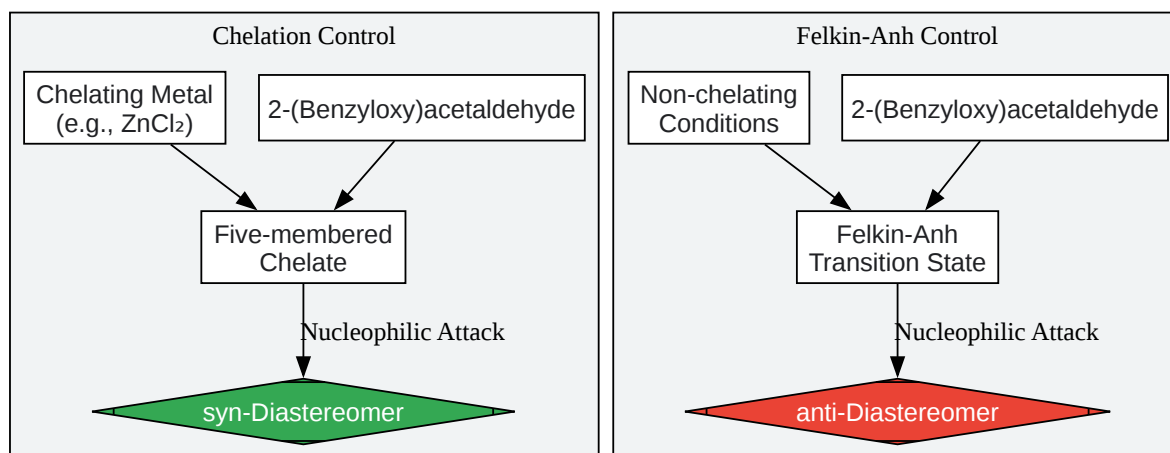 Chelation Control
Chelating Metal
(e.g., ZnCl₂)
2-(Benzyloxy)acetaldehyde
Five-membered
Chelate
Nucleophilic Attack
syn-Diastereomer
Felkin-Anh Control
Non-chelating
Conditions
2-(Benzyloxy)acetaldehyde
Felkin-Anh
Transition State
Nucleophilic Attack
anti-Diastereomer